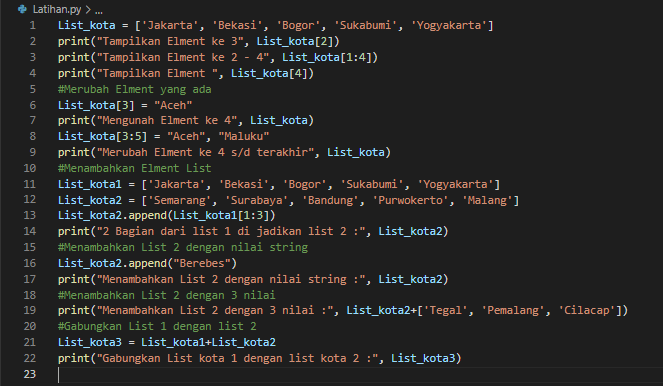 Latihan.py > ...
1 List_kota = ['Jakarta', 'Bekasi', 'Bogor', 'Sukabumi', 'Yogyakarta']
2 print("Tampilkan Elment ke 3", List_kota[2])
3 print("Tampilkan Elment ke 2 - 4", List_kota[1:4])
4 print("Tampilkan Elment ", List_kota[4])
5 #Merubah Elment yang ada
6 List_kota[3] = "Aceh"
7 print("Mengunah Elment ke 4", List_kota)
8 List_kota[3:5] = "Aceh", "Maluku"
9 print("Merubah Elment ke 4 s/d terakhir", List_kota)
10 #Menambahkan Elment List
11 List_kota1 = ['Jakarta', 'Bekasi', 'Bogor', 'Sukabumi', 'Yogyakarta']
12 List_kota2 = ['Semarang', 'Surabaya', 'Bandung', 'Purwokerto', 'Malang']
13 List_kota2.append(List_kota1[1:3])
14 print("2 Bagian dari list 1 di jadikan list 2 :", List_kota2)
15 #Menambahkan List 2 dengan nilai string
16 List_kota2.append("Berebes")
17 print("Menambahkan List 2 dengan nilai string :", List_kota2)
18 #Menambahkan List 2 dengan 3 nilai
19 print("Menambahkan List 2 dengan 3 nilai :", List_kota2+['Tegal', 'Pemalang', 'Cilacap'])
20 #Gabungkan List 1 dengan list 2
21 List_kota3 = List_kota1+List_kota2
22 print("Gabungkan List kota 1 dengan list kota 2 :", List_kota3)
23